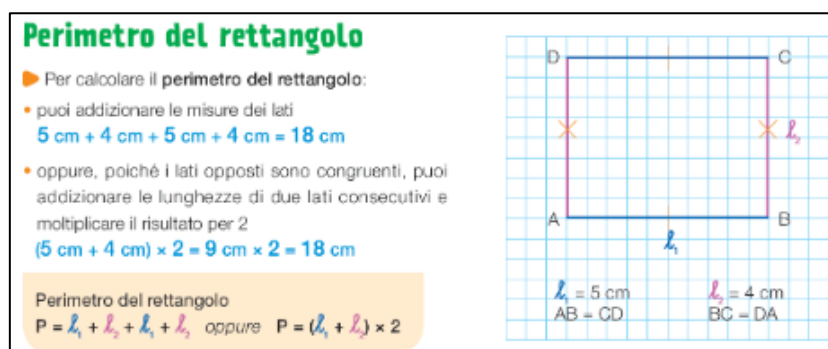 Perimetro del rettangolo
Per calcolare il perimetro del rettangolo:
• puoi addizionare le misure dei lati
5 cm + 4 cm + 5 cm + 4 cm = 18 cm
• oppure, poiché i lati opposti sono congruenti, puoi
addizionare le lunghezze di due lati consecutivi e
moltiplicare il risultato per 2
(5 cm + 4 cm) × 2 = 9 cm × 2 = 18 cm
Perimetro del rettangolo
P = ℓ₁ + ℓ₂ + ℓ₁ + ℓ₂ oppure P = (ℓ₁ + ℓ₂) × 2
D C
ℓ₂
A B
ℓ₁
ℓ₁ = 5 cm ℓ₂ = 4 cm
AB = CD BC = DA